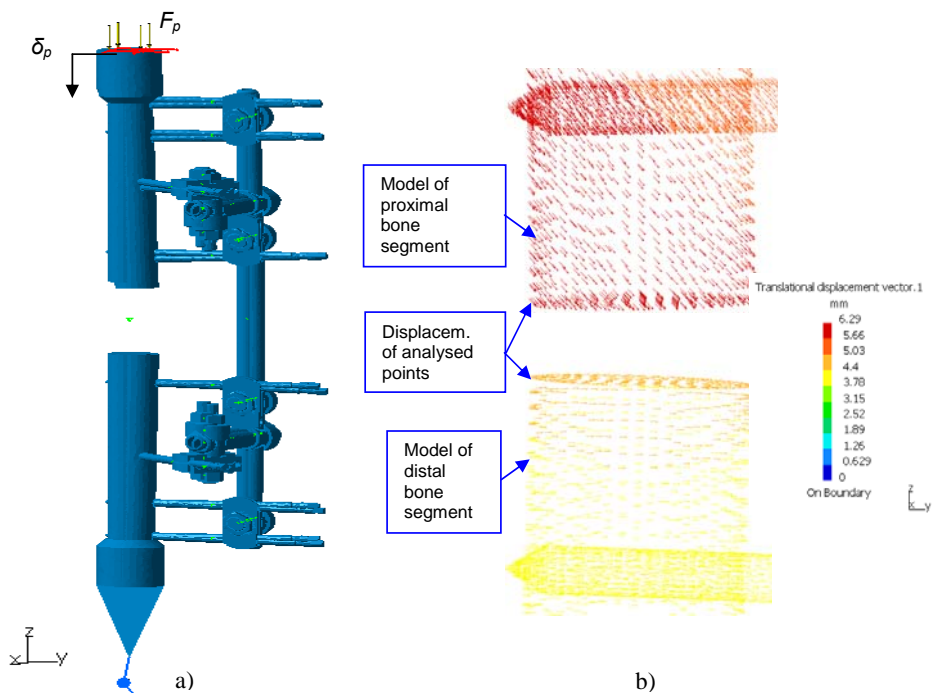 Fp
δp
Model of
proximal
bone
segment
Displacem.
of analysed
points
Model of
distal
bone
segment
Translational displacement vector.1
mm
6.29
5.66
5.03
4.4
3.78
3.15
2.52
1.89
1.26
0.629
0
On Boundary
z
x y
z
x y
a)
b)